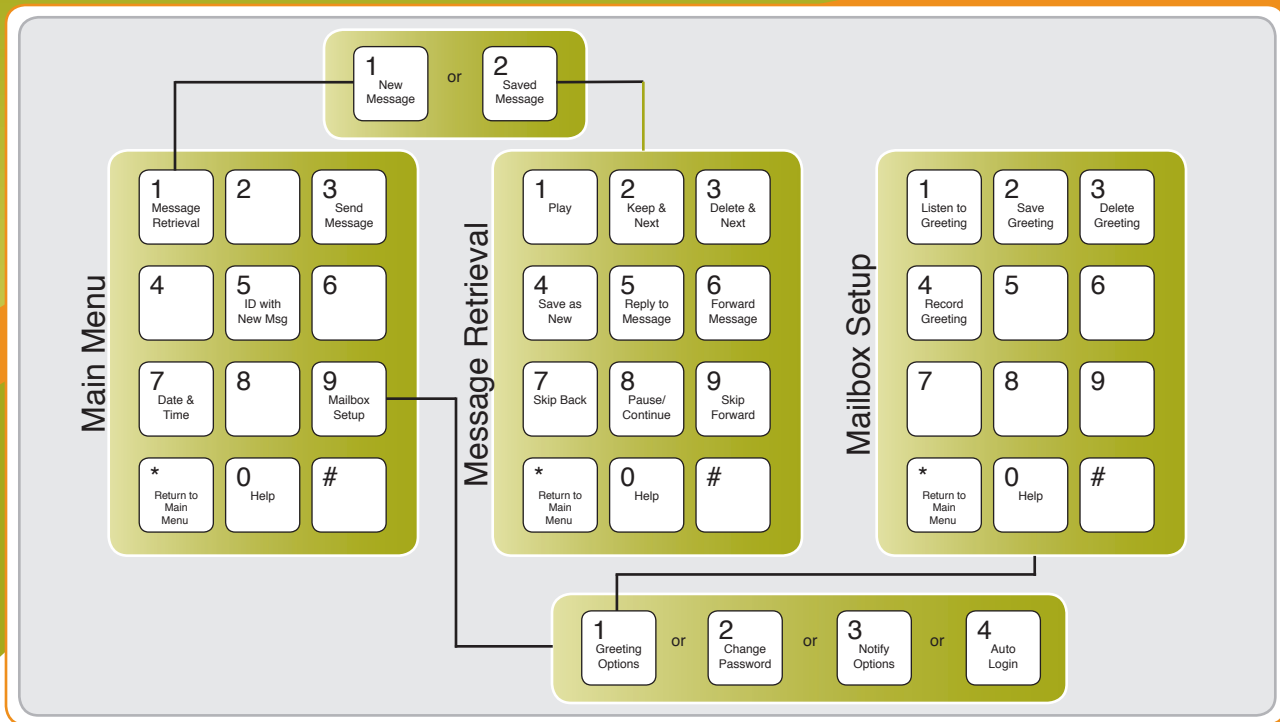 1
New
Message
or
2
Saved
Message
Main Menu
1
Message
Retrieval
2
3
Send
Message
4
5
ID with
New Msg
6
7
Date &
Time
8
9
Mailbox
Setup
*
Return to
Main
Menu
0
Help
#
Message Retrieval
1
Play
2
Keep &
Next
3
Delete &
Next
4
Save as
New
5
Reply to
Message
6
Forward
Message
7
Skip Back
8
Pause/
Continue
9
Skip
Forward
*
Return to
Main
Menu
0
Help
#
Mailbox Setup
1
Listen to
Greeting
2
Save
Greeting
3
Delete
Greeting
4
Record
Greeting
5
6
7
8
9
*
Return to
Main
Menu
0
Help
#
1
Greeting
Options
or
2
Change
Password
or
3
Notify
Options
or
4
Auto
Login